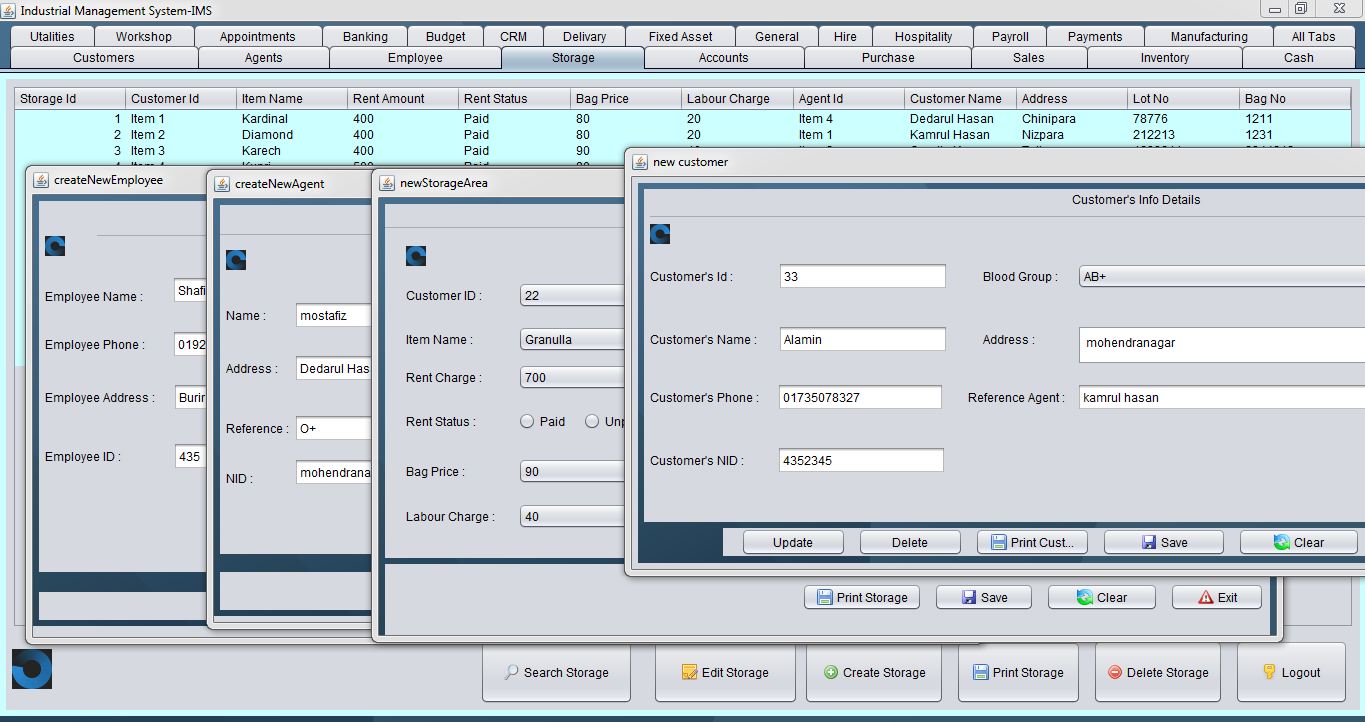 Industrial Management System-IMS
Utalities Workshop Appointments Banking Budget CRM Delivary Fixed Asset General Hire Hospitality Payroll Payments Manufacturing All Tabs
Customers Agents Employee Storage Accounts Purchase Sales Inventory Cash
Storage Id Customer Id Item Name Rent Amount Rent Status Bag Price Labour Charge Agent Id Customer Name Address Lot No Bag No
1 Item 1 Kardinal 400 Paid 80 20 Item 4 Dedarul Hasan Chinipara 78776 1211
2 Item 2 Diamond 400 Paid 80 20 Item 1 Kamrul Hasan Nizpara 212213 1231
3 Item 3 Karech 400 Paid 90
createNewEmployee
Employee Name : Shafi
Employee Phone : 0192
Employee Address : Burir
Employee ID : 435
createNewAgent
Name : mostafiz
Address : Dedarul Has
Reference : O+
NID : mohendrana
newStorageArea
Customer ID : 22
Item Name : Granulla
Rent Charge : 700
Rent Status : Paid Unp
Bag Price : 90
Labour Charge : 40
Print Storage Save Clear Exit
new customer
Customer's Info Details
Customer's Id : 33 Blood Group : AB+
Customer's Name : Alamin Address : mohendranagar
Customer's Phone : 01735078327 Reference Agent : kamrul hasan
Customer's NID : 4352345
Update Delete Print Cust... Save Clear
Search Storage Edit Storage Create Storage Print Storage Delete Storage Logout